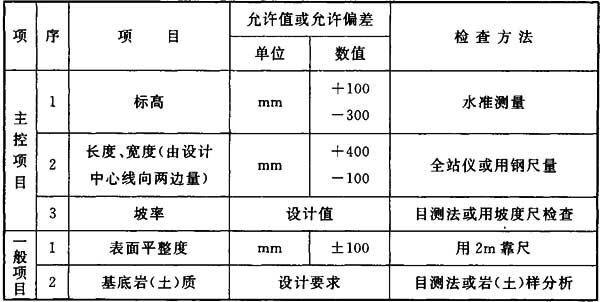 项 序 项 目 允许值或允许偏差 检查方法
单位 数值
主控项目 1 标高 mm +100 -300 水准测量
2 长度、宽度(由设计中心线向两边量) mm +400 -100 全站仪或用钢尺量
3 坡率 设计值 目测法或用坡度尺检查
一般项目 1 表面平整度 mm ±100 用2m靠尺
2 基底岩(土)质 设计要求 目测法或岩(土)样分析